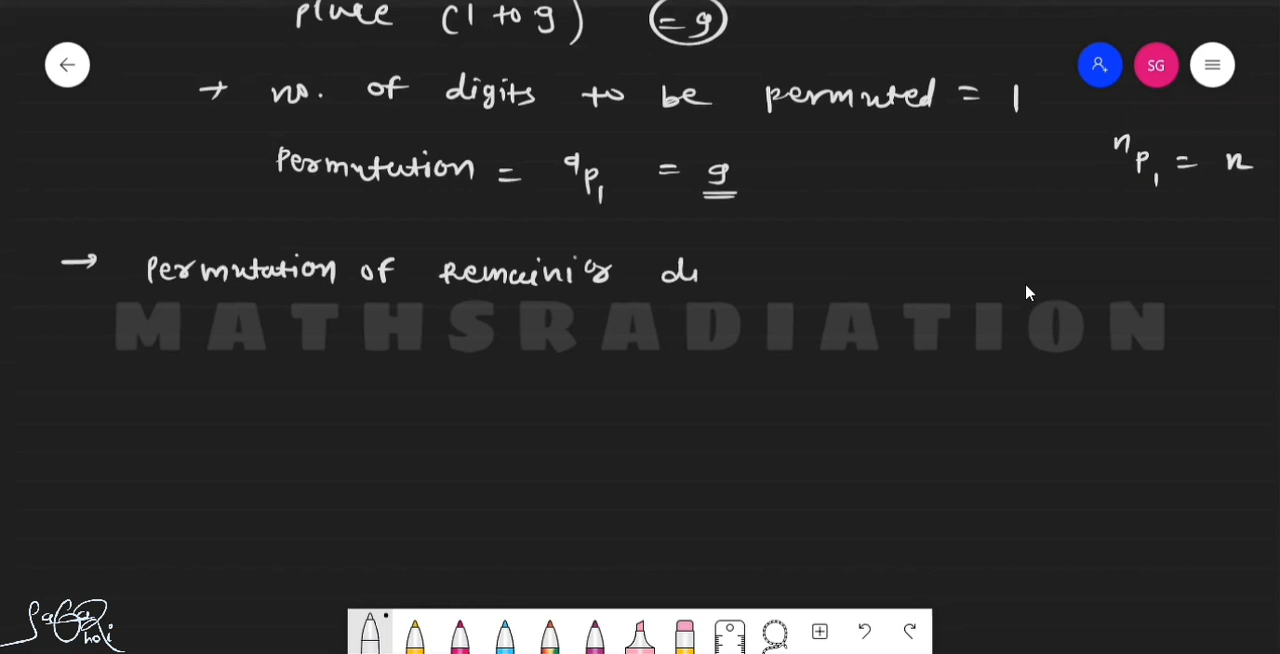 place (1 to 9) = 9
SG
→ no. of digits to be permuted = 1
Permutation = ⁹P₁ = 9
ⁿP₁ = n
→ Permutation of Remaining di
MATHSRADIATION